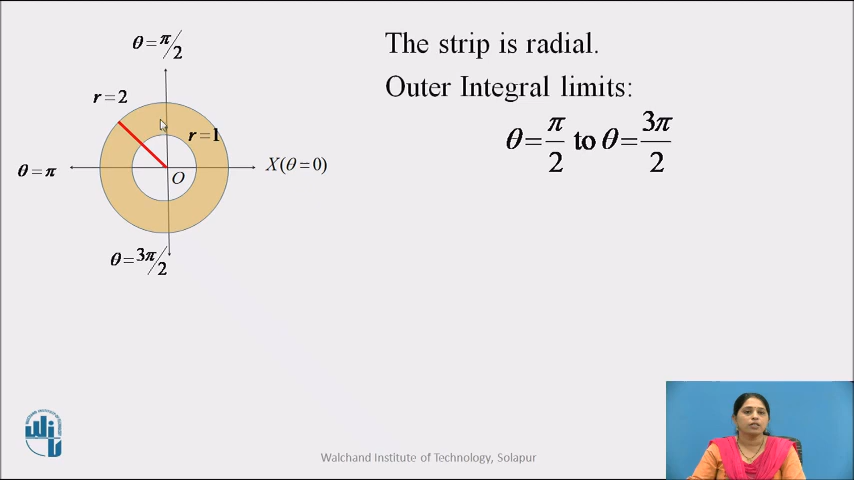 θ = π/2
r = 2
r = 1
θ = π
O
X(θ = 0)
θ = 3π/2
The strip is radial.
Outer Integral limits:
θ = π/2 to θ = 3π/2
WIT
Walchand Institute of Technology, Solapur